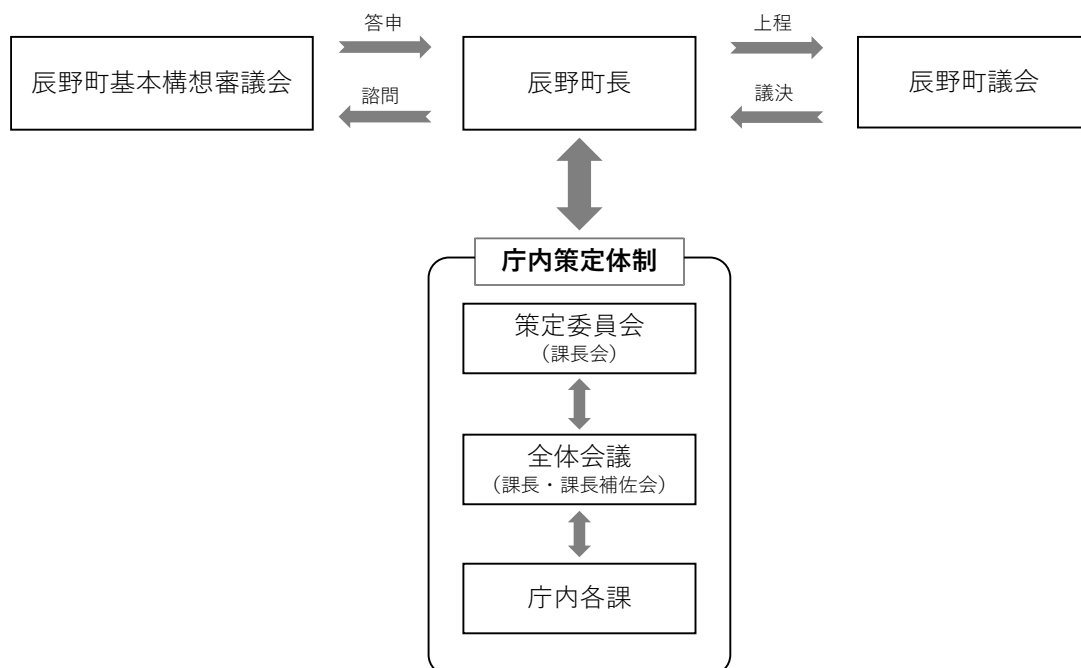 答申
上程
辰野町基本構想審議会
辰野町長
辰野町議会
諮問
議決
庁内策定体制
策定委員会
（課長会）
全体会議
（課長・課長補佐会）
庁内各課